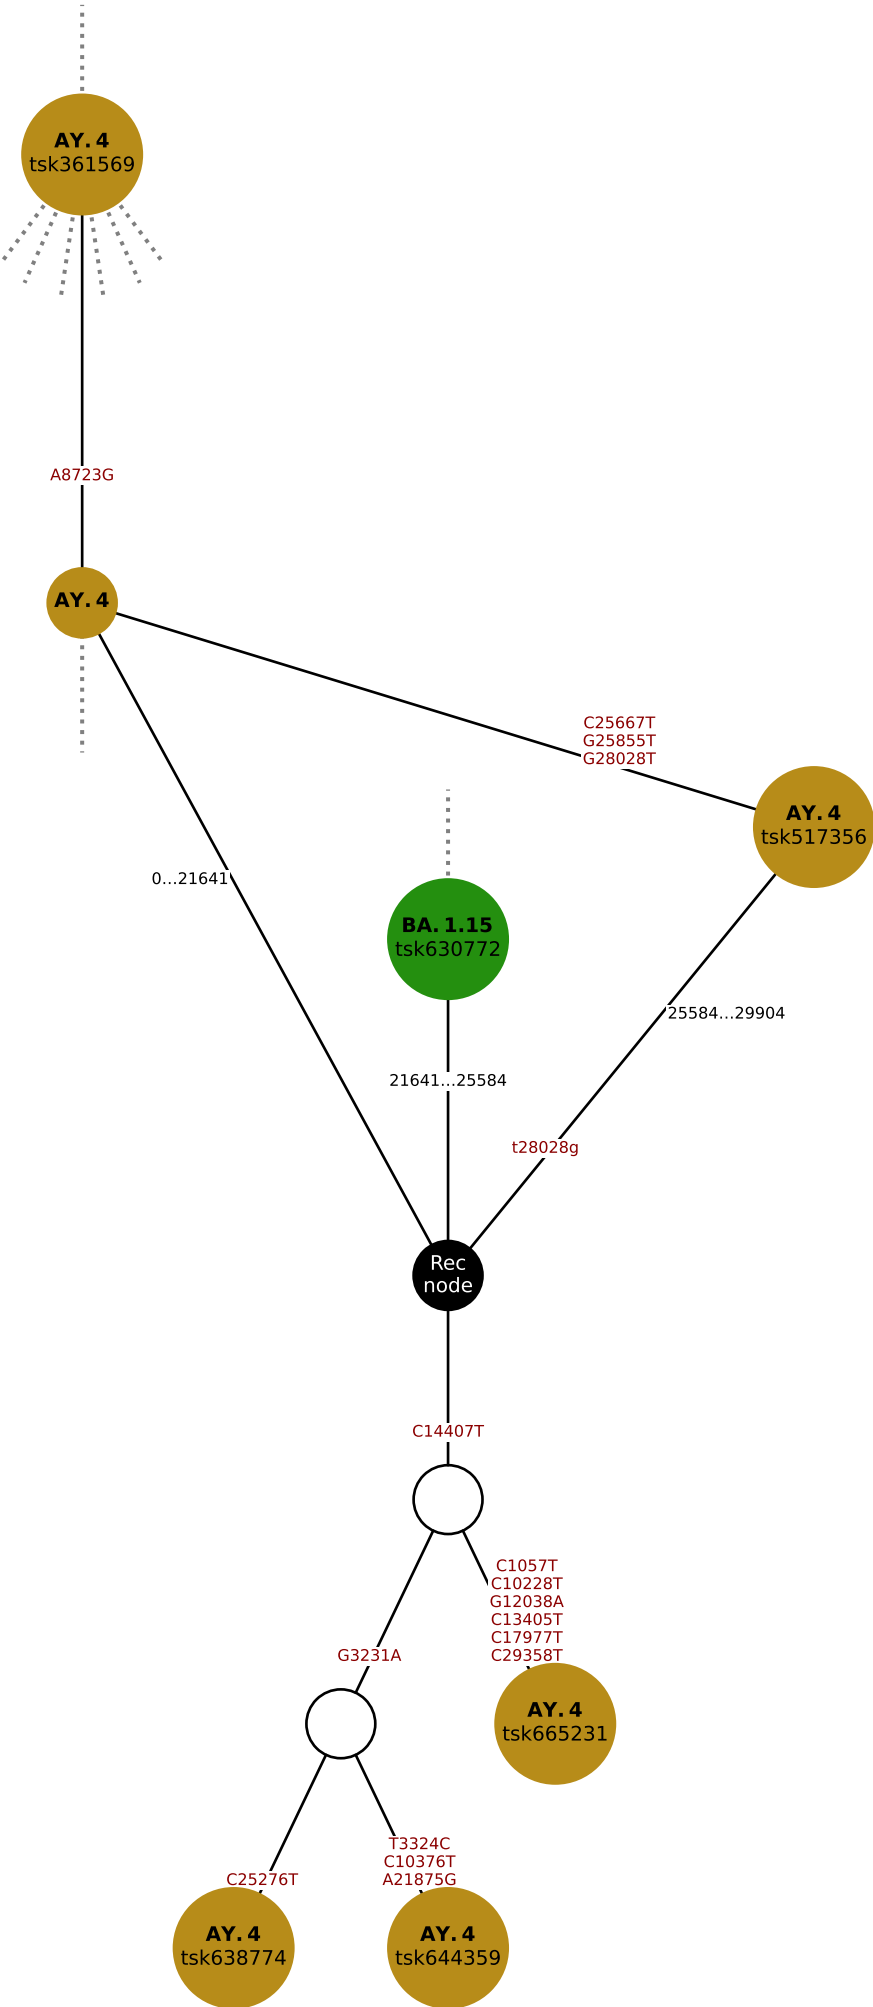 AY.4
tsk361569
A8723G
AY.4
C25667T
G25855T
G28028T
AY.4
tsk517356
0…21641
BA.1.15
tsk630772
25584…29904
21641…25584
t28028g
Rec
node
C14407T
C1057T
C10228T
G12038A
C13405T
C17977T
C29358T
G3231A
AY.4
tsk665231
T3324C
C10376T
A21875G
C25276T
AY.4
tsk638774
AY.4
tsk644359